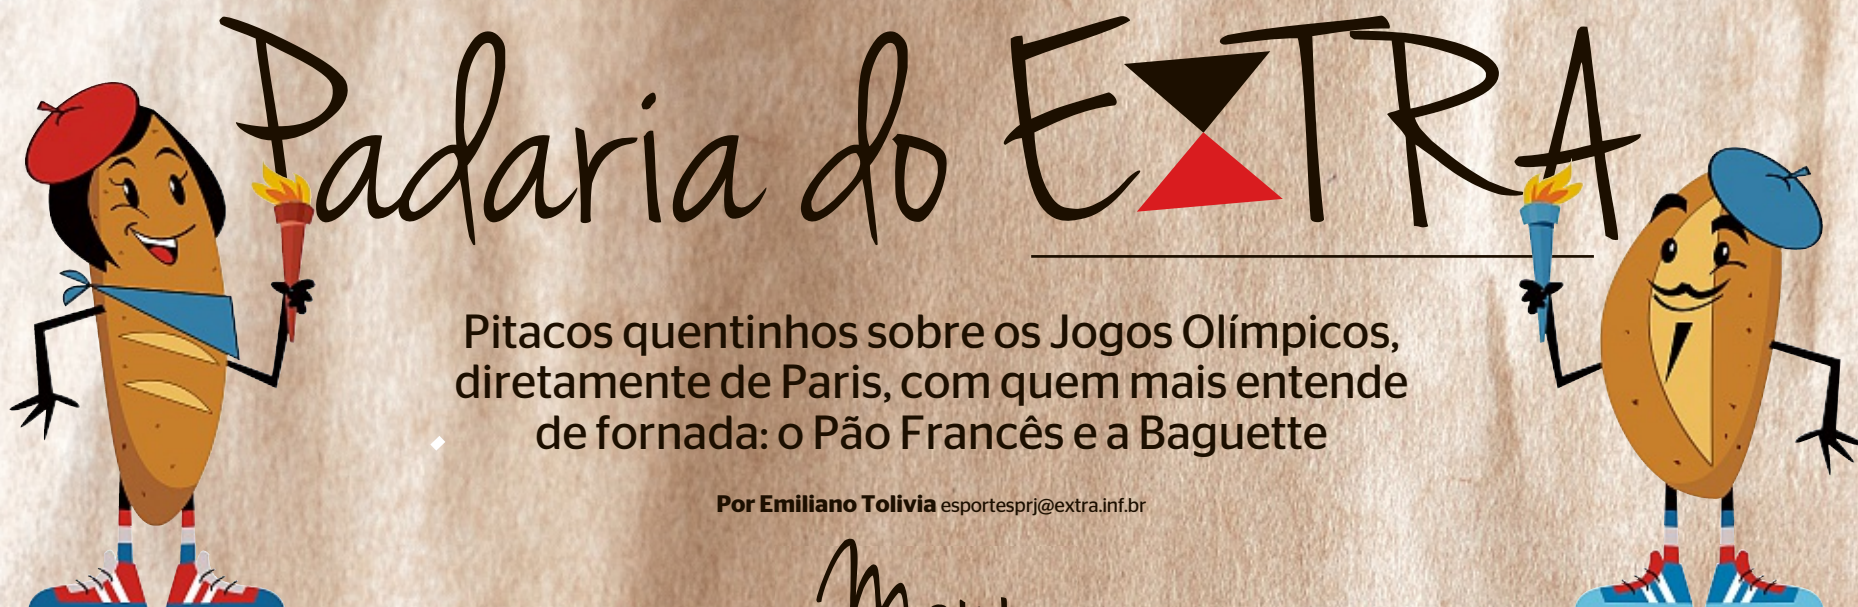 Padaria do EXTRA
Pitacos quentinhos sobre os Jogos Olímpicos,
diretamente de Paris, com quem mais entende
de fornada: o Pão Francês e a Baguette
Por Emiliano Tolivia esportesprj@extra.inf.br